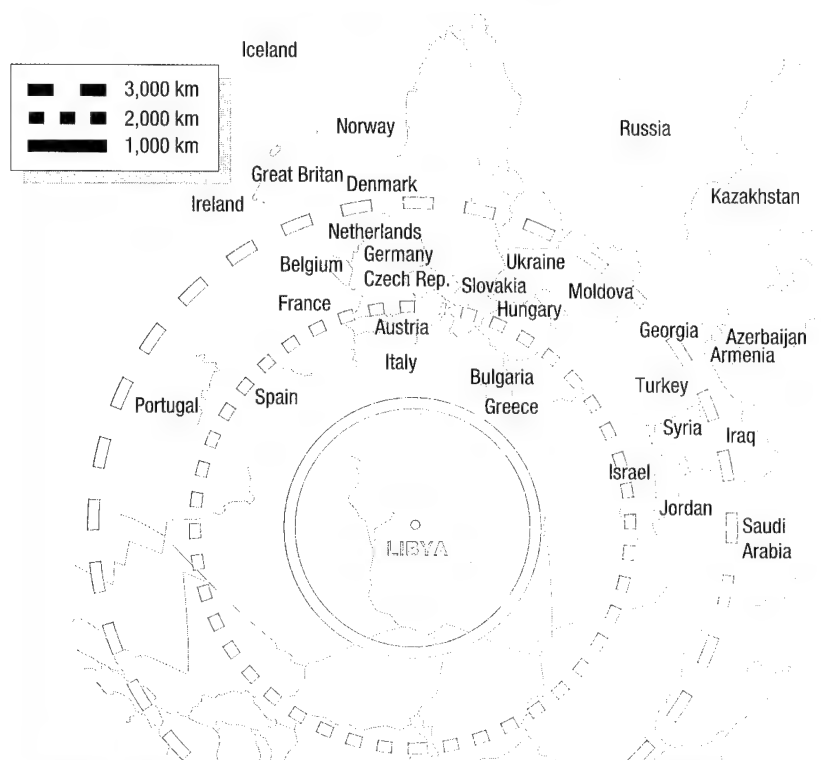 Iceland
3,000 km
2,000 km
1,000 km
Norway
Russia
Great Britan
Denmark
Ireland
Kazakhstan
Netherlands
Germany
Belgium
Ukraine
Czech Rep.
Slovakia
Moldova
France
Hungary
Austria
Georgia
Azerbaijan
Armenia
Italy
Bulgaria
Turkey
Spain
Portugal
Greece
Syria
Iraq
Israel
Jordan
Saudi
Arabia
LIBYA